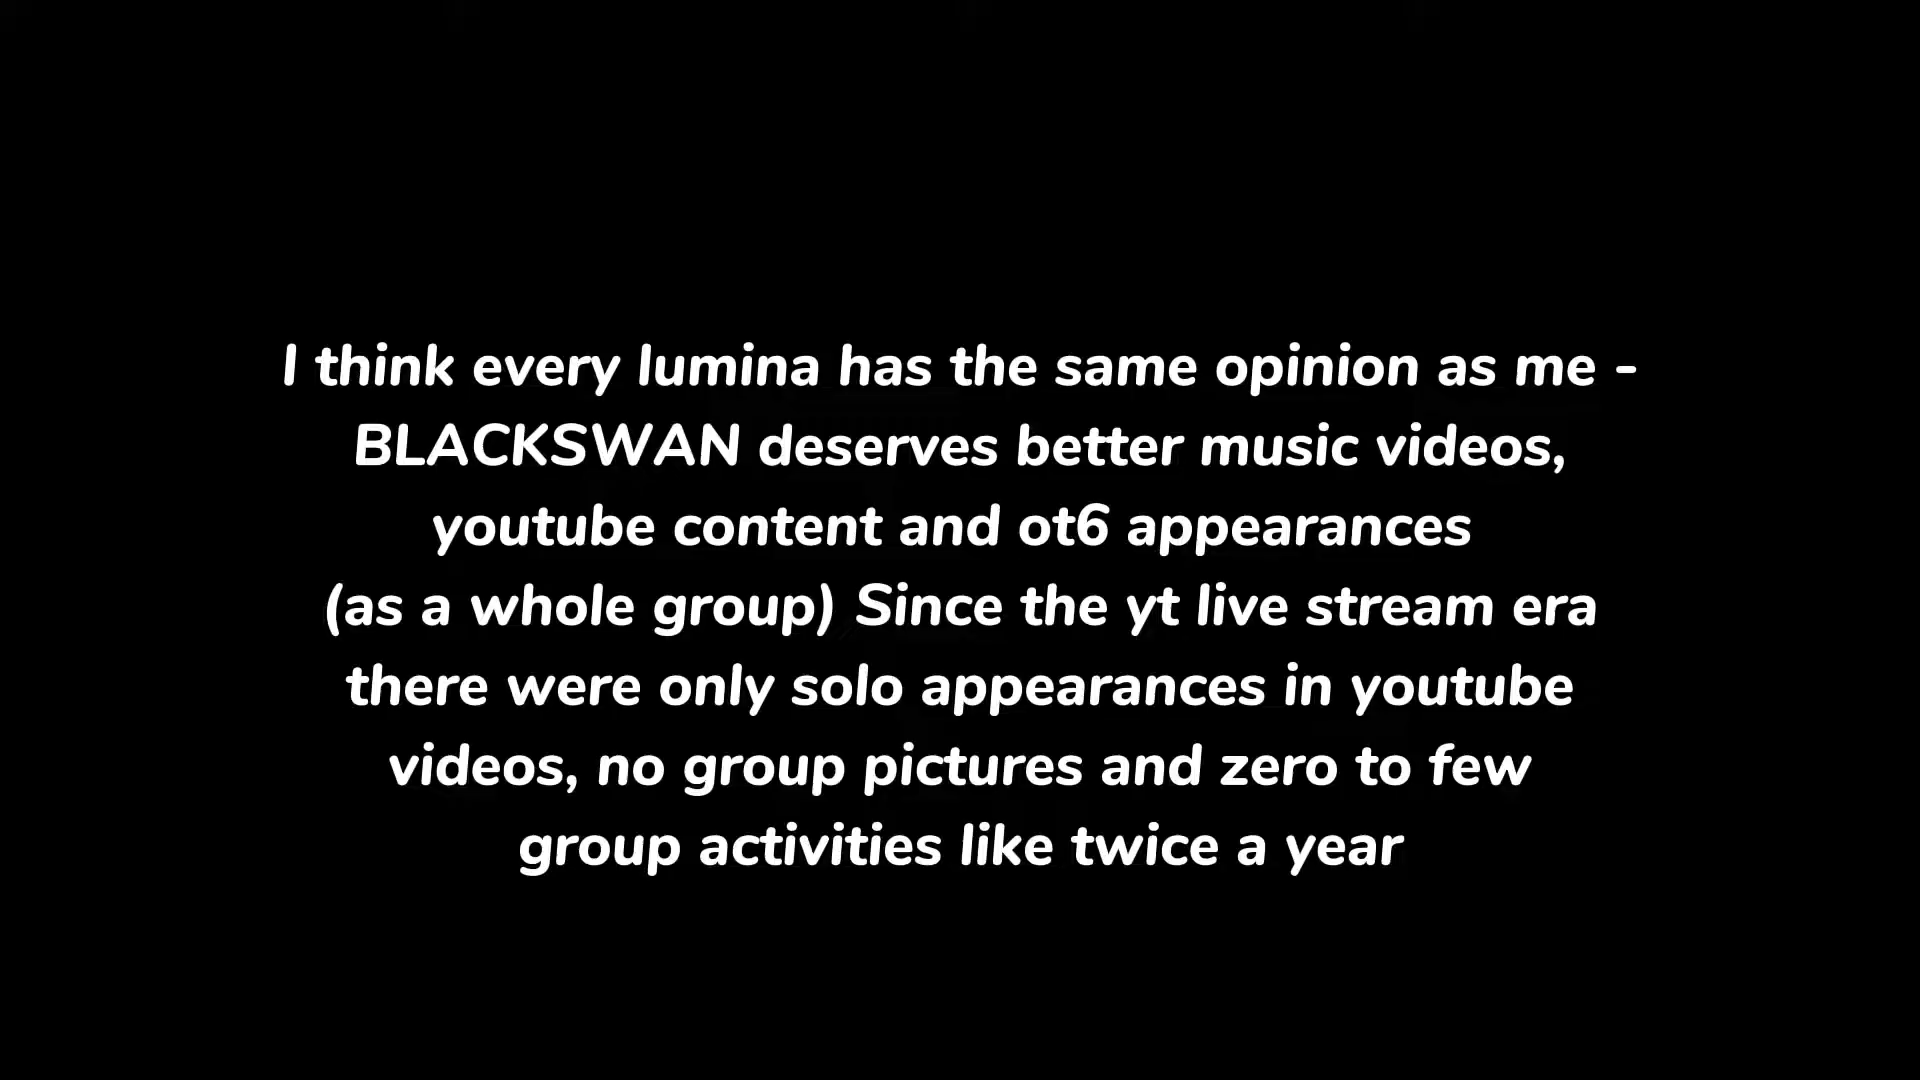 I think every lumina has the same opinion as me -
BLACKSWAN deserves better music videos,
youtube content and ot6 appearances
(as a whole group) Since the yt live stream era
there were only solo appearances in youtube
videos, no group pictures and zero to few
group activities like twice a year